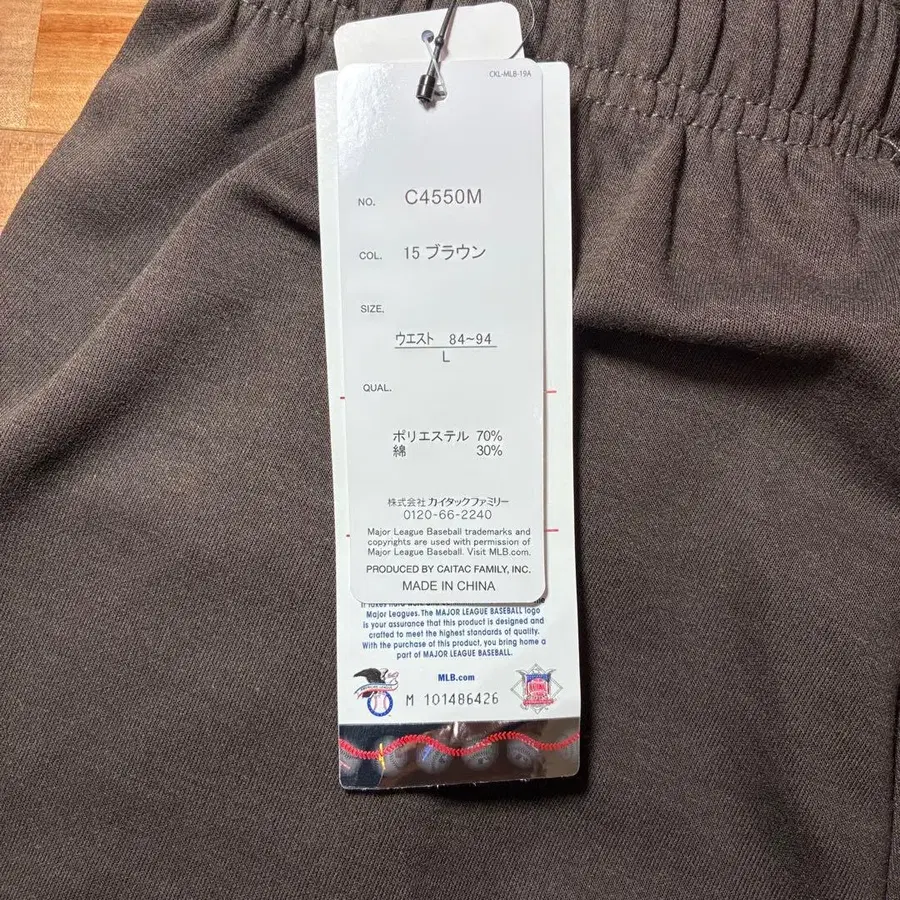 CKL-MLB-19A
NO. C4550M
COL. 15 ブラウン
SIZE.
ウエスト 84~94
L
QUAL.
ポリエステル 70%
綿 30%
株式会社 カイタックファミリー
0120-66-2240
Major League Baseball trademarks and
copyrights are used with permission of
Major League Baseball. Visit MLB.com.
PRODUCED BY CAITAC FAMILY, INC.
MADE IN CHINA
Major Leagues. The MAJOR LEAGUE BASEBALL logo
is your assurance that this product is designed and
crafted to meet the highest standards of quality.
With the purchase of this product, you bring home a
part of MAJOR LEAGUE BASEBALL.
MLB.com
M 101486426